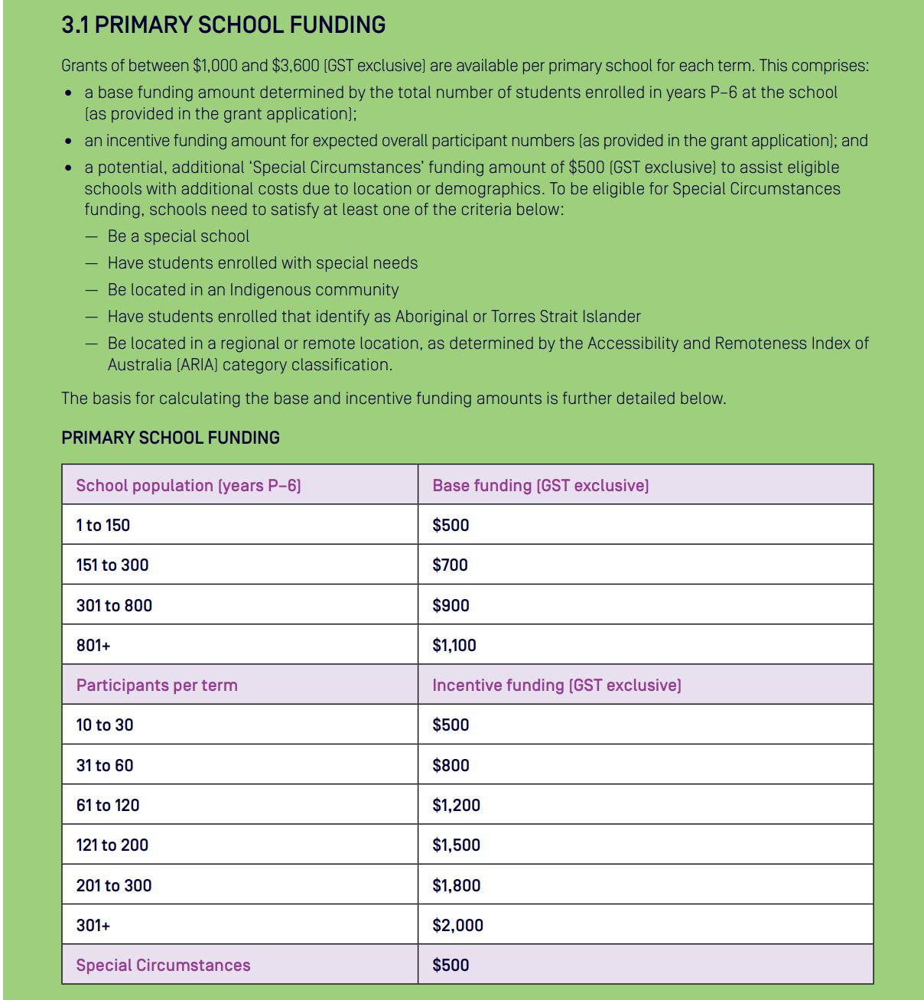 3.1 PRIMARY SCHOOL FUNDING
Grants of between $1,000 and $3,600 (GST exclusive) are available per primary school for each term. This comprises:
• a base funding amount determined by the total number of students enrolled in years P–6 at the school
(as provided in the grant application);
• an incentive funding amount for expected overall participant numbers (as provided in the grant application); and
• a potential, additional ‘Special Circumstances’ funding amount of $500 (GST exclusive) to assist eligible
schools with additional costs due to location or demographics. To be eligible for Special Circumstances
funding, schools need to satisfy at least one of the criteria below:
— Be a special school
— Have students enrolled with special needs
— Be located in an Indigenous community
— Have students enrolled that identify as Aboriginal or Torres Strait Islander
— Be located in a regional or remote location, as determined by the Accessibility and Remoteness Index of
Australia (ARIA) category classification.
The basis for calculating the base and incentive funding amounts is further detailed below.
PRIMARY SCHOOL FUNDING
School population (years P–6) Base funding (GST exclusive)
1 to 150 $500
151 to 300 $700
301 to 800 $900
801+ $1,100
Participants per term Incentive funding (GST exclusive)
10 to 30 $500
31 to 60 $800
61 to 120 $1,200
121 to 200 $1,500
201 to 300 $1,800
301+ $2,000
Special Circumstances $500